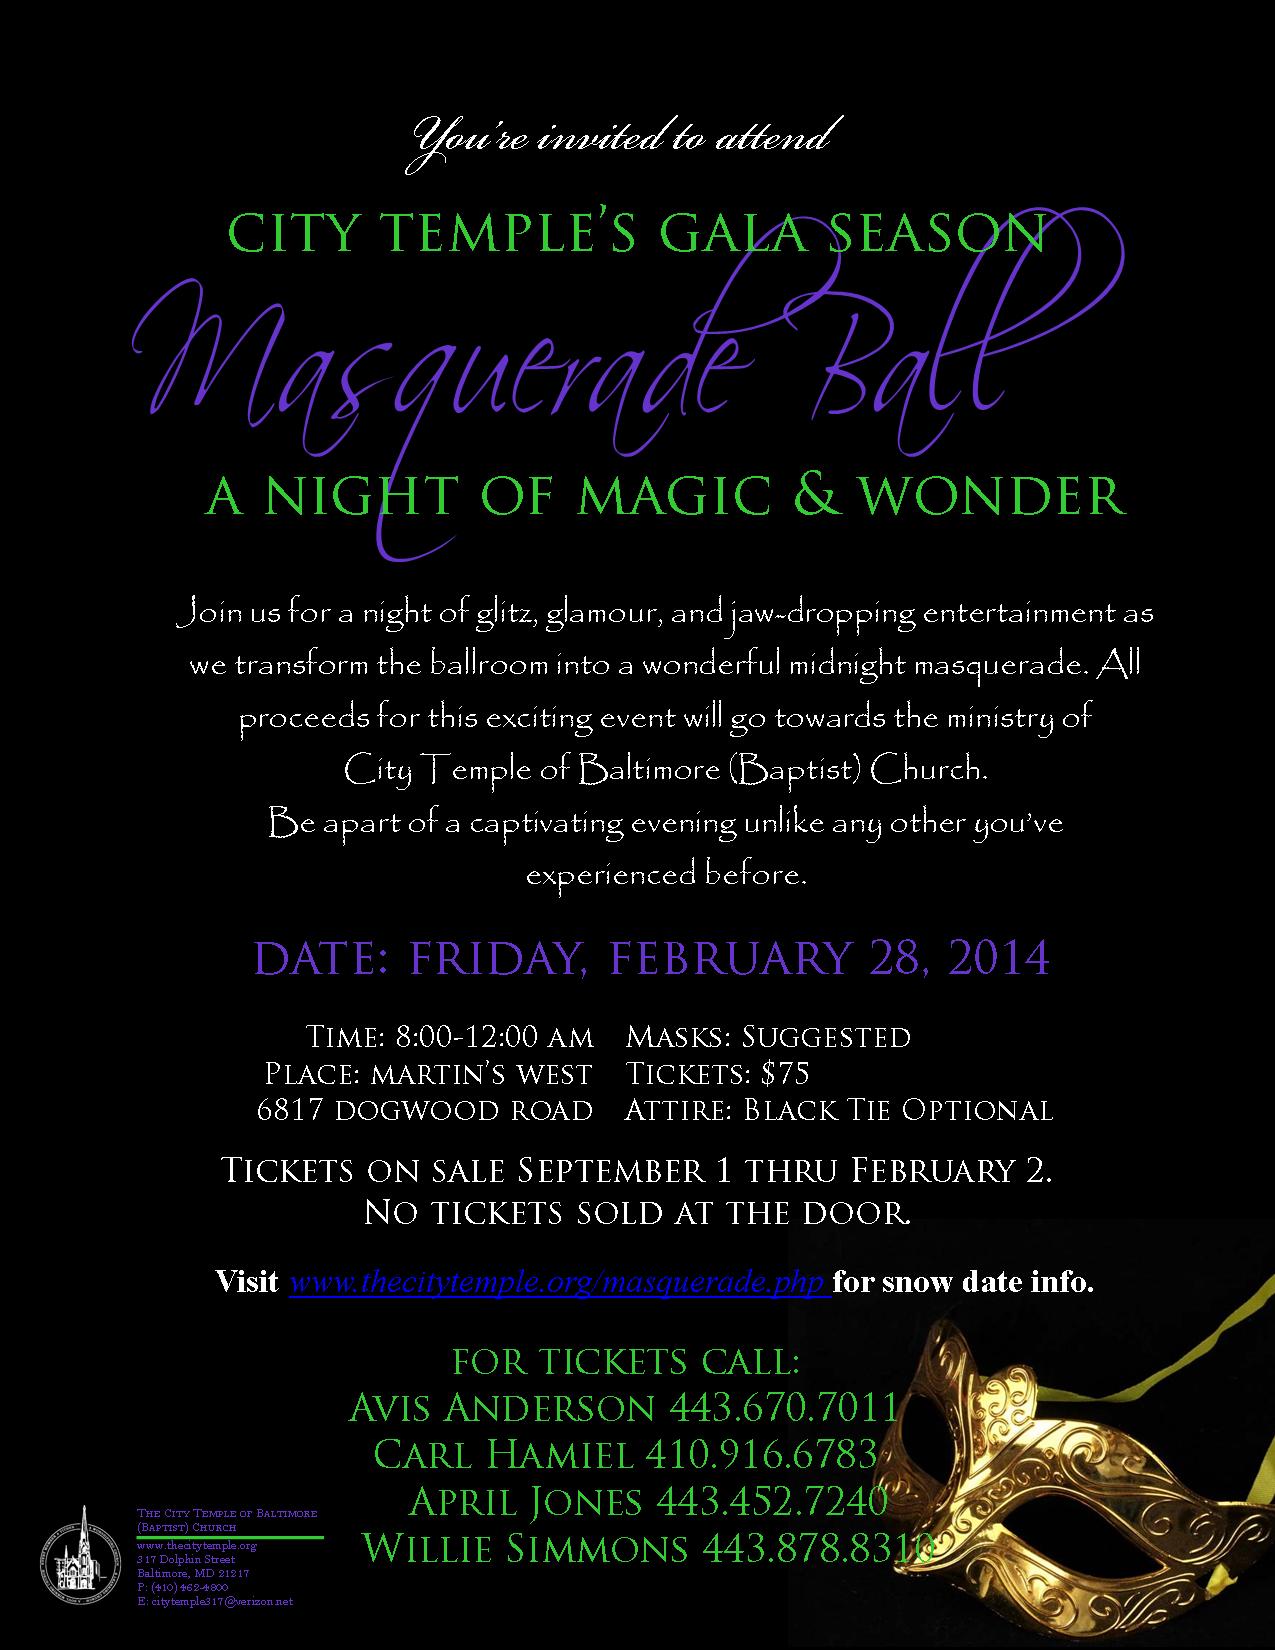 You're invited to attend
CITY TEMPLE'S GALA SEASON
Masquerade Ball
A NIGHT OF MAGIC & WONDER
Join us for a night of glitz, glamour, and jaw-dropping entertainment as
we transform the ballroom into a wonderful midnight masquerade. All
proceeds for this exciting event will go towards the ministry of
City Temple of Baltimore (Baptist) Church.
Be apart of a captivating evening unlike any other you've
experienced before.
DATE: FRIDAY, FEBRUARY 28, 2014
TIME: 8:00-12:00 AM
PLACE: MARTIN'S WEST
6817 DOGWOOD ROAD
MASKS: SUGGESTED
TICKETS: $75
ATTIRE: BLACK TIE OPTIONAL
TICKETS ON SALE SEPTEMBER 1 THRU FEBRUARY 2.
NO TICKETS SOLD AT THE DOOR.
Visit www.thecitytemple.org/masquerade.php for snow date info.
FOR TICKETS CALL:
AVIS ANDERSON 443.670.7011
CARL HAMIEL 410.916.6783
APRIL JONES 443.452.7240
WILLIE SIMMONS 443.878.8310
THE CITY TEMPLE OF BALTIMORE
(BAPTIST) CHURCH
www.thecitytemple.org
317 Dolphin Street
Baltimore, MD 21217
P: (410) 462-4800
E: citytemple317@verizon.net